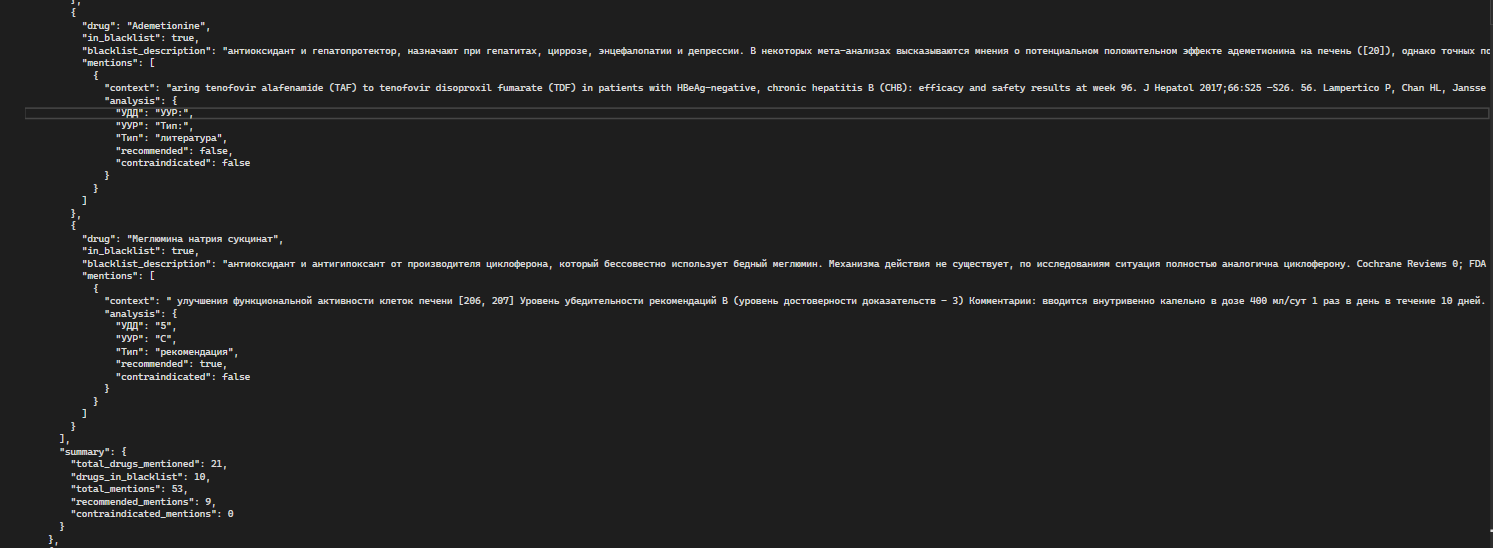 },
{
"drug": "Ademetionine",
"in_blacklist": true,
"blacklist_description": "антиоксидант и гепатопротектор, назначают при гепатитах, циррозе, энцефалопатии и депрессии. В некоторых мета-анализах высказываются мнения о потенциальном положительном эффекте адеметионина на печень ([20]), однако точных по
"mentions": [
{
"context": "aring tenofovir alafenamide (TAF) to tenofovir disoproxil fumarate (TDF) in patients with HBeAg-negative, chronic hepatitis B (CHB): efficacy and safety results at week 96. J Hepatol 2017;66:S25 -S26. 56. Lampertico P, Chan HL, Jansse
"analysis": {
"УДД": "УУР:",
"УУР": "Тип:",
"Тип": "литература",
"recommended": false,
"contraindicated": false
}
}
]
},
{
"drug": "Меглюмина натрия сукцинат",
"in_blacklist": true,
"blacklist_description": "антиоксидант и антигипоксант от производителя циклоферона, который бессовестно использует бедный меглюмин. Механизма действия не существует, по исследованиям ситуация полностью аналогична циклоферону. Cochrane Reviews 0; FDA
"mentions": [
{
"context": " улучшения функциональной активности клеток печени [206, 207] Уровень убедительности рекомендаций В (уровень достоверности доказательств – 3) Комментарии: вводится внутривенно капельно в дозе 400 мл/сут 1 раз в день в течение 10 дней.
"analysis": {
"УДД": "5",
"УУР": "C",
"Тип": "рекомендация",
"recommended": true,
"contraindicated": false
}
}
]
}
],
"summary": {
"total_drugs_mentioned": 21,
"drugs_in_blacklist": 10,
"total_mentions": 53,
"recommended_mentions": 9,
"contraindicated_mentions": 0
}
},